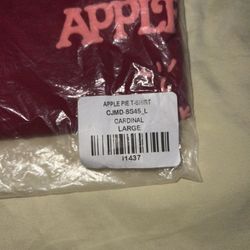 APPLE
APPLE PIE T-SHIRT
CJMD-SS45_L
CARDINAL
LARGE
i1437